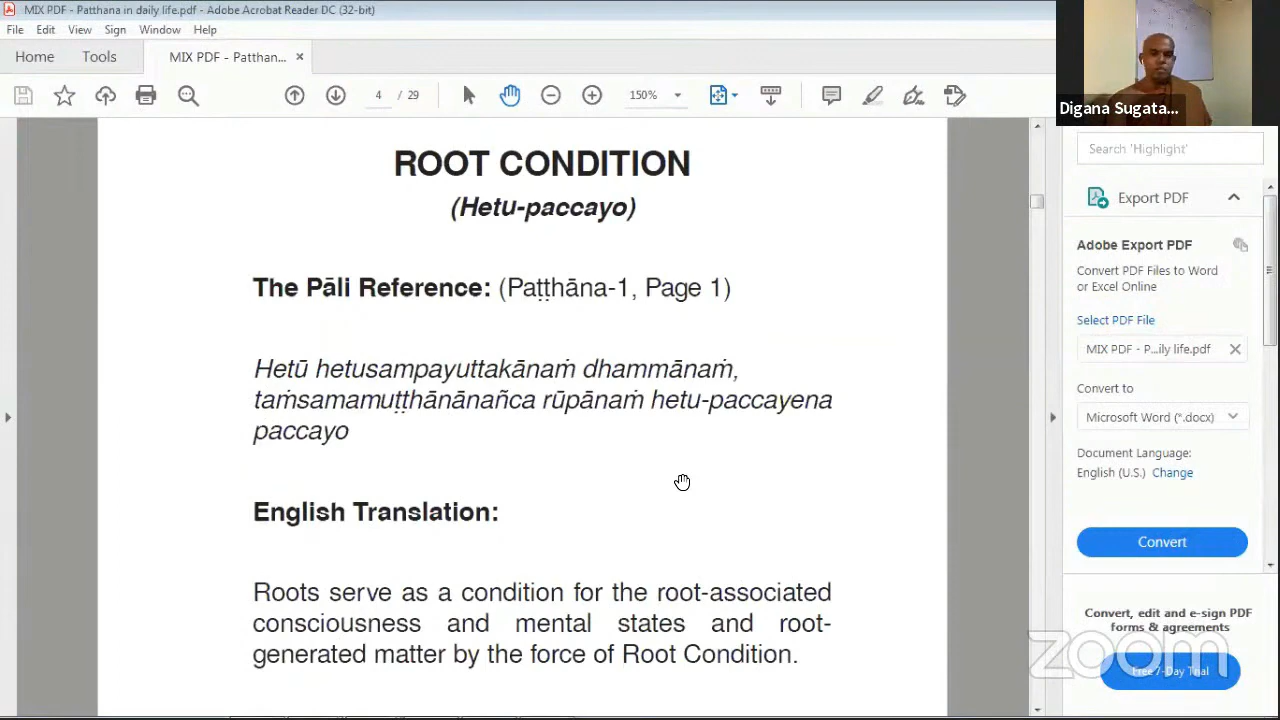 MIX PDF - Patthana in daily life.pdf - Adobe Acrobat Reader DC (32-bit)
File Edit View Sign Window Help
Home Tools MIX PDF - Patthan... ×
4 / 29 150%
Digana Sugata...
ROOT CONDITION
(Hetu-paccayo)
The Pāli Reference: (Paṭṭhāna-1, Page 1)
Hetū hetusampayuttakānaṁ dhammānaṁ,
taṁsamamuṭṭhānānañca rūpānaṁ hetu-paccayena
paccayo
English Translation:
Roots serve as a condition for the root-associated
consciousness and mental states and root-
generated matter by the force of Root Condition.
Search 'Highlight'
Export PDF
Adobe Export PDF
Convert PDF Files to Word
or Excel Online
Select PDF File
MIX PDF - P...ily life.pdf
Convert to
Microsoft Word (*.docx)
Document Language:
English (U.S.) Change
Convert
Convert, edit and e-sign PDF
forms & agreements
Free 7-Day Trial
zoom